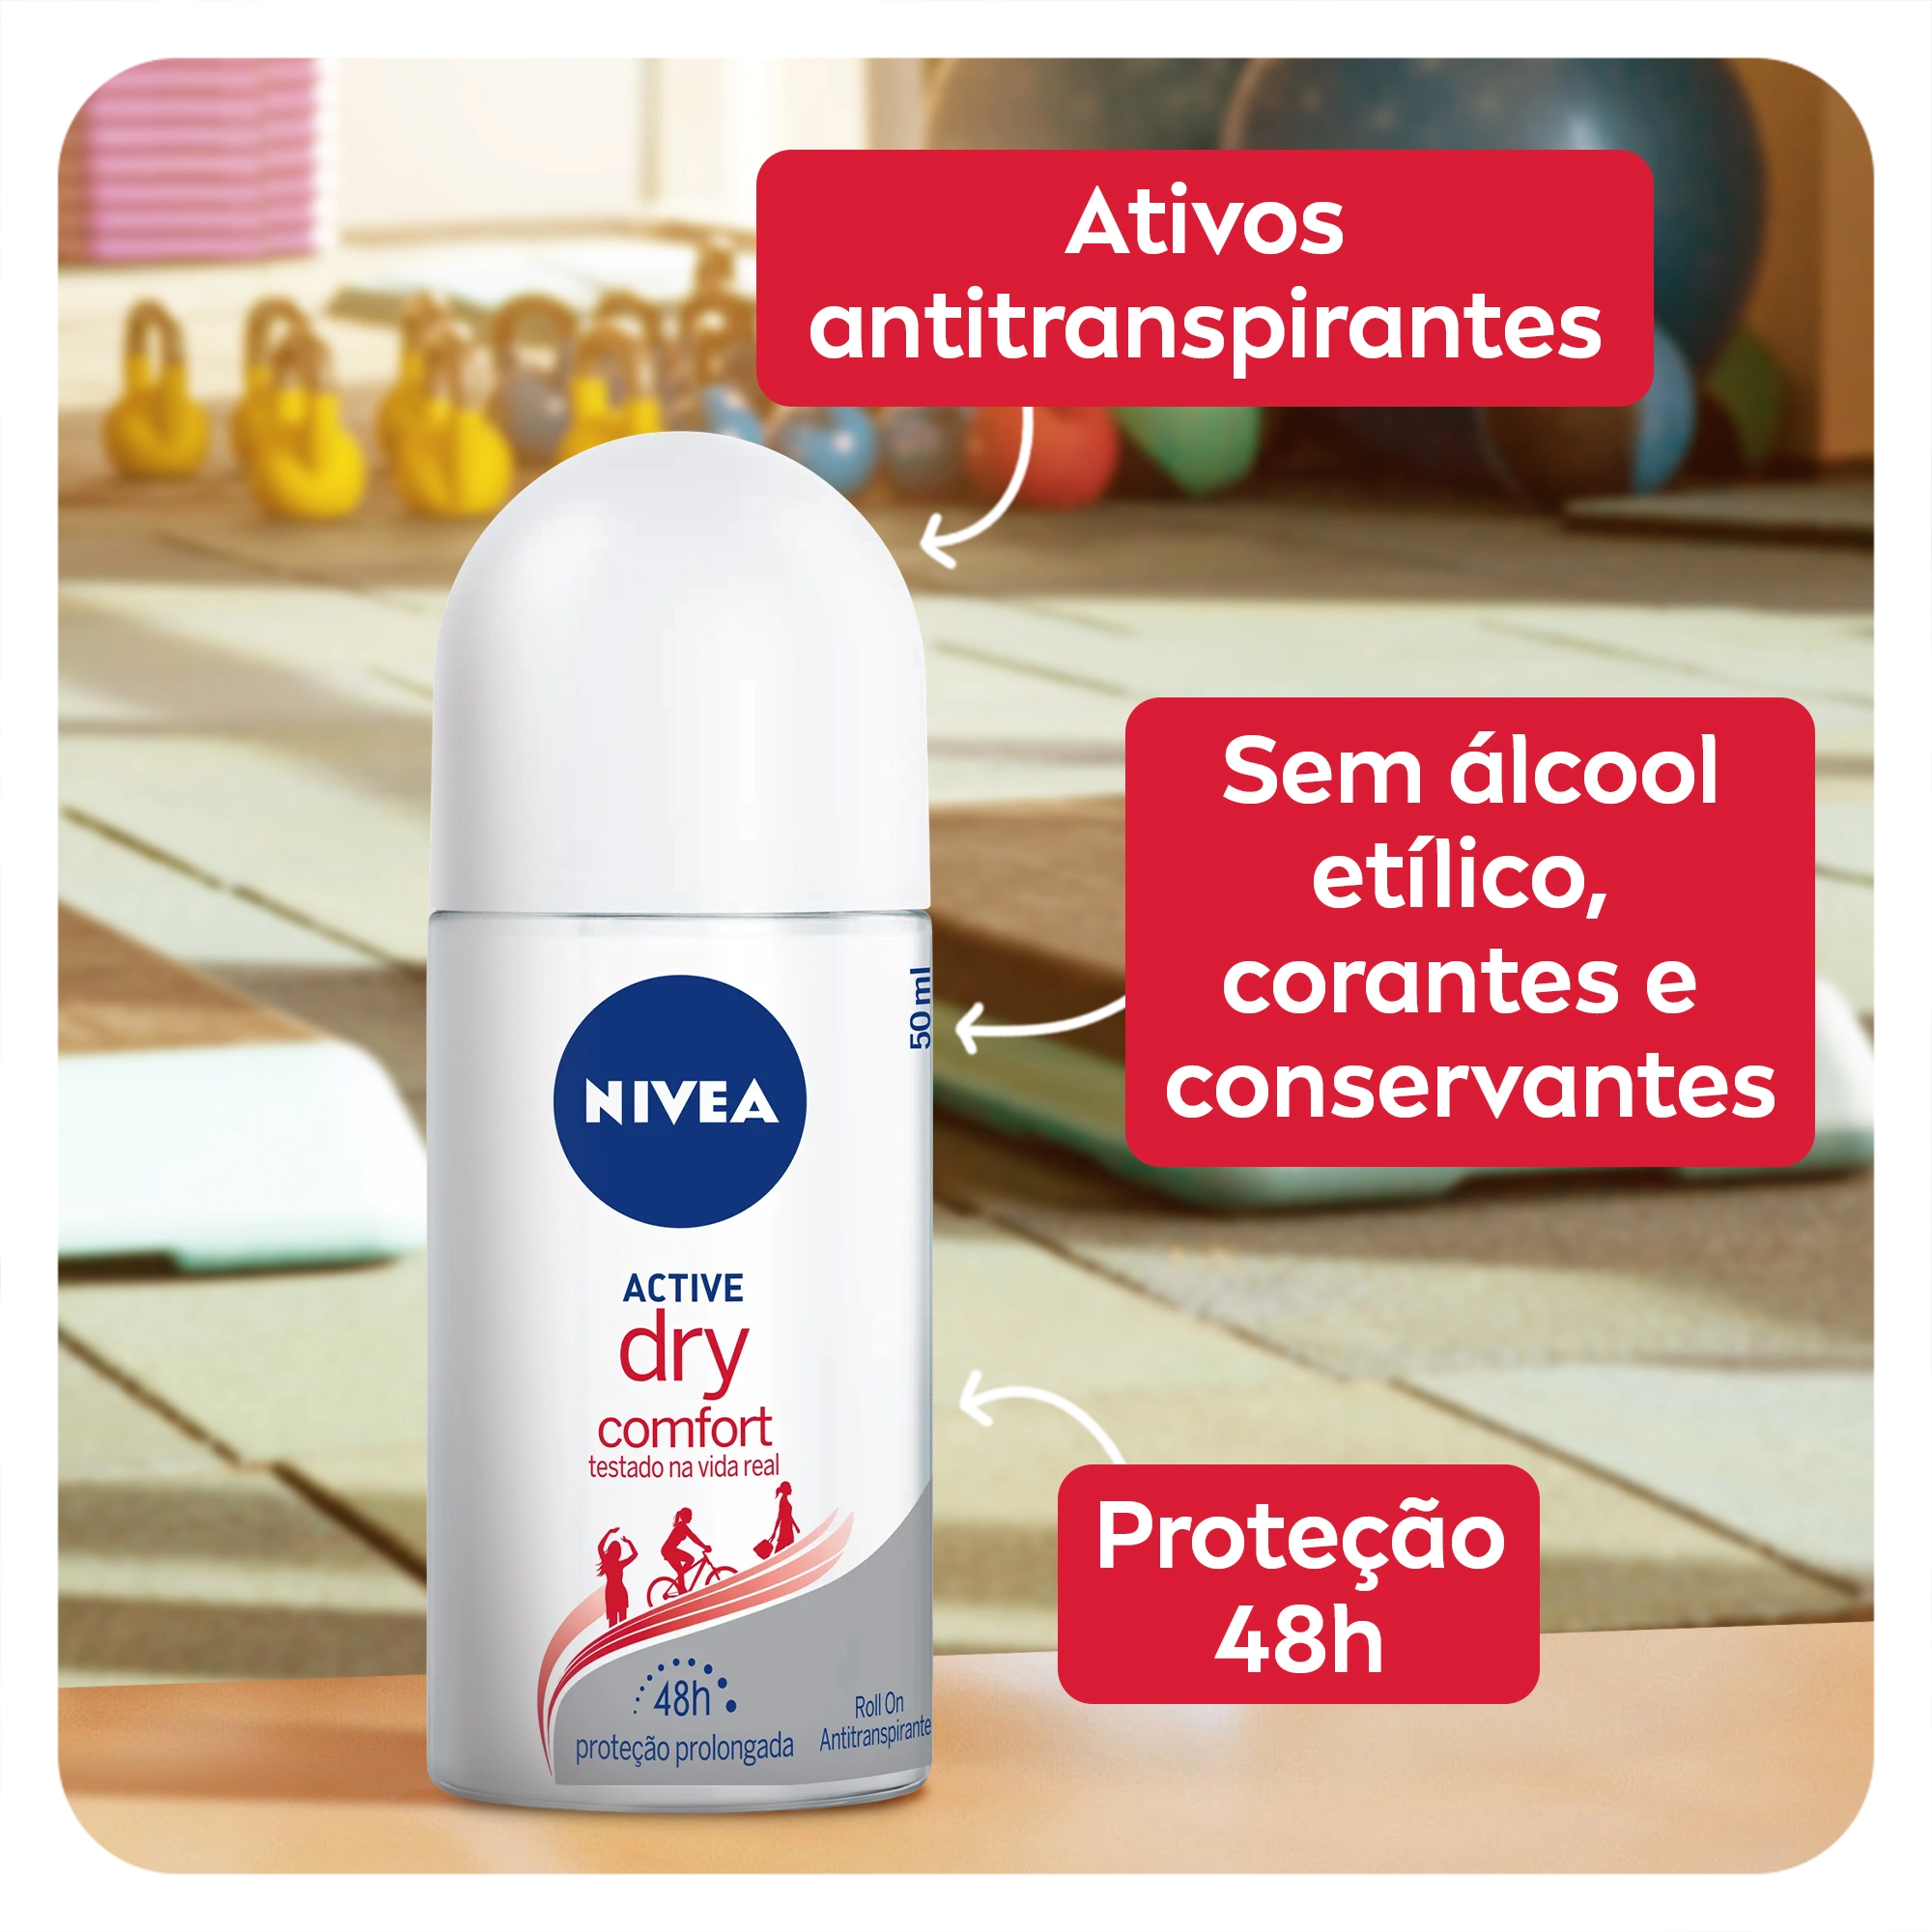 Ativos
antitranspirantes
Sem álcool
etílico,
corantes e
conservantes
50 ml
NIVEA
ACTIVE
dry
comfort
testado na vida real
48h
proteção prolongada
Roll On
Antitranspirante
Proteção
48h